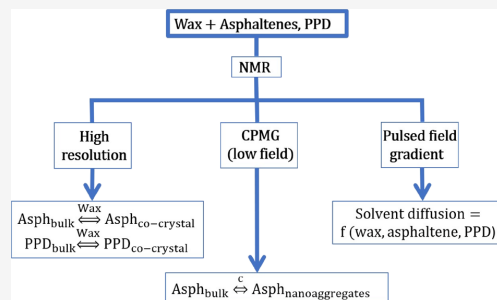 Wax + Asphaltenes, PPD
NMR
High
resolution
CPMG
(low field)
Pulsed field
gradient
Wax
Asph_bulk ⇔ Asph_co−crystal
Wax
PPD_bulk ⇔ PPD_co−crystal
Solvent diffusion =
f (wax, asphaltene, PPD)
c
Asph_bulk ⇔ Asph_nanoaggregates